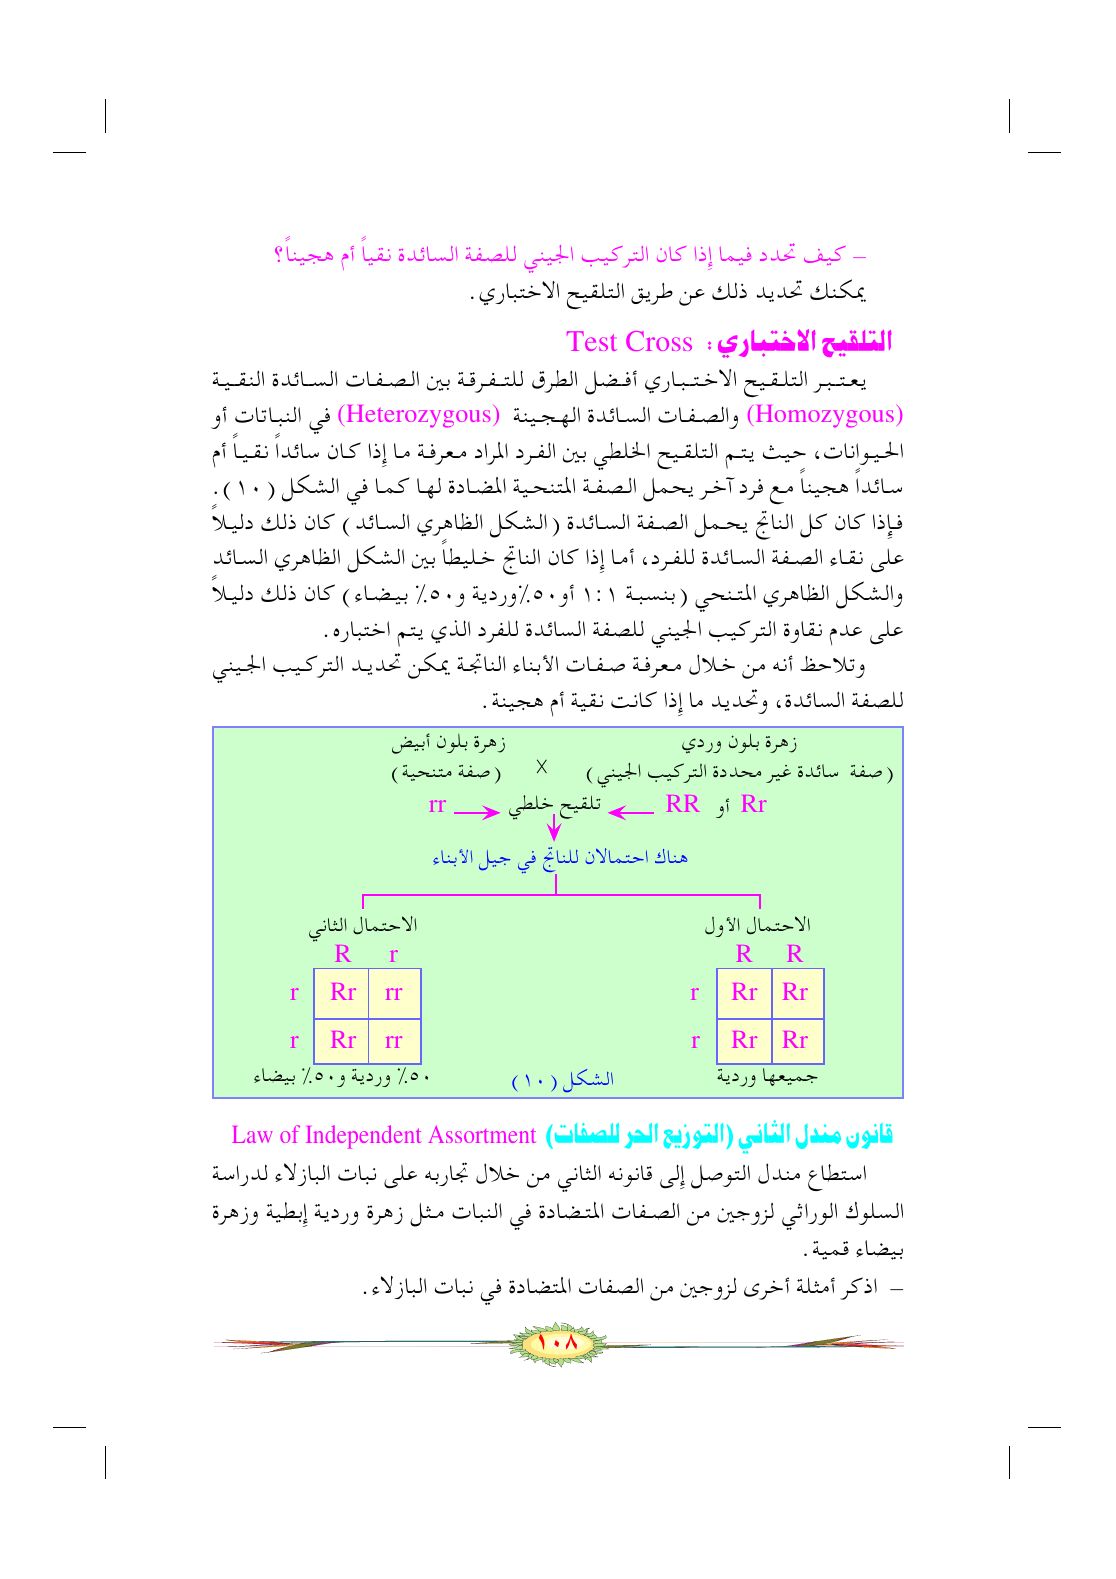 – كيف تحدد فيما إذا كان التركيب الجيني للصفة السائدة نقياً أم هجيناً؟
يمكنك تحديد ذلك عن طريق التلقيح الاختباري.
التلقيح الاختباري : Test Cross
يعتبر التلقيح الاختباري أفضل الطرق للتفرقة بين الصفات السائدة النقية
(Homozygous) والصفات السائدة الهجينة (Heterozygous) في النباتات أو
الحيوانات، حيث يتم التلقيح الخلطي بين الفرد المراد معرفة ما إذا كان سائداً نقياً أم
سائداً هجيناً مع فرد آخر يحمل الصفة المتنحية المضادة لها كما في الشكل (١٠).
فإذا كان كل الناتج يحمل الصفة السائدة (الشكل الظاهري السائد) كان ذلك دليلاً
على نقاء الصفة السائدة للفرد، أما إذا كان الناتج خليطاً بين الشكل الظاهري السائد
والشكل الظاهري المتنحي (بنسبة ١:١ أو٥٠٪وردية و٥٠٪ بيضاء) كان ذلك دليلاً
على عدم نقاوة التركيب الجيني للصفة السائدة للفرد الذي يتم اختباره.
وتلاحظ أنه من خلال معرفة صفات الأبناء الناتجة يمكن تحديد التركيب الجيني
للصفة السائدة، وتحديد ما إذا كانت نقية أم هجينة.
زهرة بلون وردي زهرة بلون أبيض
(صفة سائدة غير محددة التركيب الجيني) X (صفة متنحية)
Rr أو RR تلقيح خلطي rr
هناك احتمالان للناتج في جيل الأبناء
الاحتمال الأول الاحتمال الثاني
R R R r
r Rr Rr r Rr rr
r Rr Rr r Rr rr
جميعها وردية الشكل (١٠) ٥٠٪ وردية و٥٠٪ بيضاء
قانون مندل الثاني (التوزيع الحر للصفات) Law of Independent Assortment
استطاع مندل التوصل إلى قانونه الثاني من خلال تجاربه على نبات البازلاء لدراسة
السلوك الوراثي لزوجين من الصفات المتضادة في النبات مثل زهرة وردية إبطية وزهرة
بيضاء قمية.
– اذكر أمثلة أخرى لزوجين من الصفات المتضادة في نبات البازلاء.
١٠٨